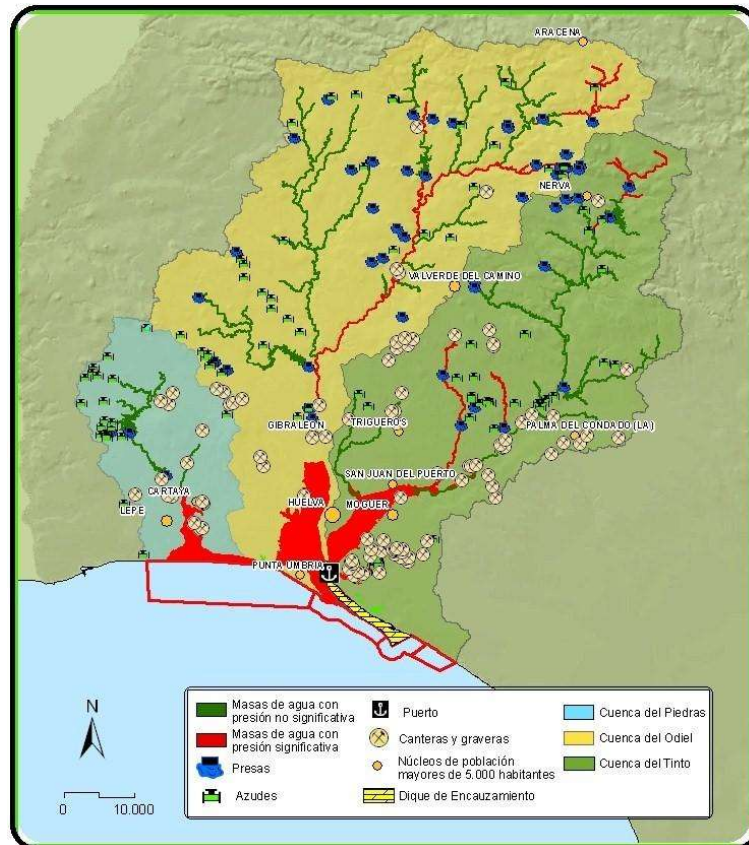 ARACENA
NERVA
VALVERDE DEL CAMINO
GIBRALEÓN
TRIGUEROS
PALMA DEL CONDADO (LA)
SAN JUAN DEL PUERTO
CARTAYA
LEPE
HUELVA
MOGUER
PUNTA UMBRIA
N
0 10.000
Masas de agua con
presión no significativa
Masas de agua con
presión significativa
Presas
Azudes
Puerto
Canteras y graveras
Núcleos de población
mayores de 5.000 habitantes
Dique de Encauzamiento
Cuenca del Piedras
Cuenca del Odiel
Cuenca del Tinto